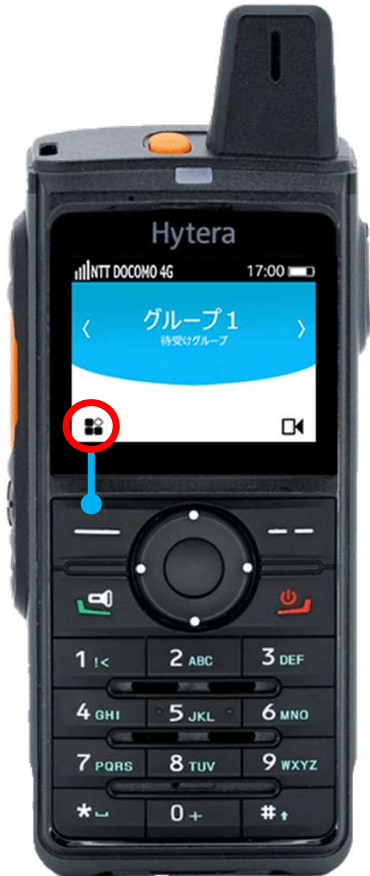 Hytera
NTT DOCOMO 4G 17:00
グループ 1
待受けグループ
1 !<
2 ABC
3 DEF
4 GHI
5 JKL
6 MNO
7 PQRS
8 TUV
9 WXYZ
*
0 +
#